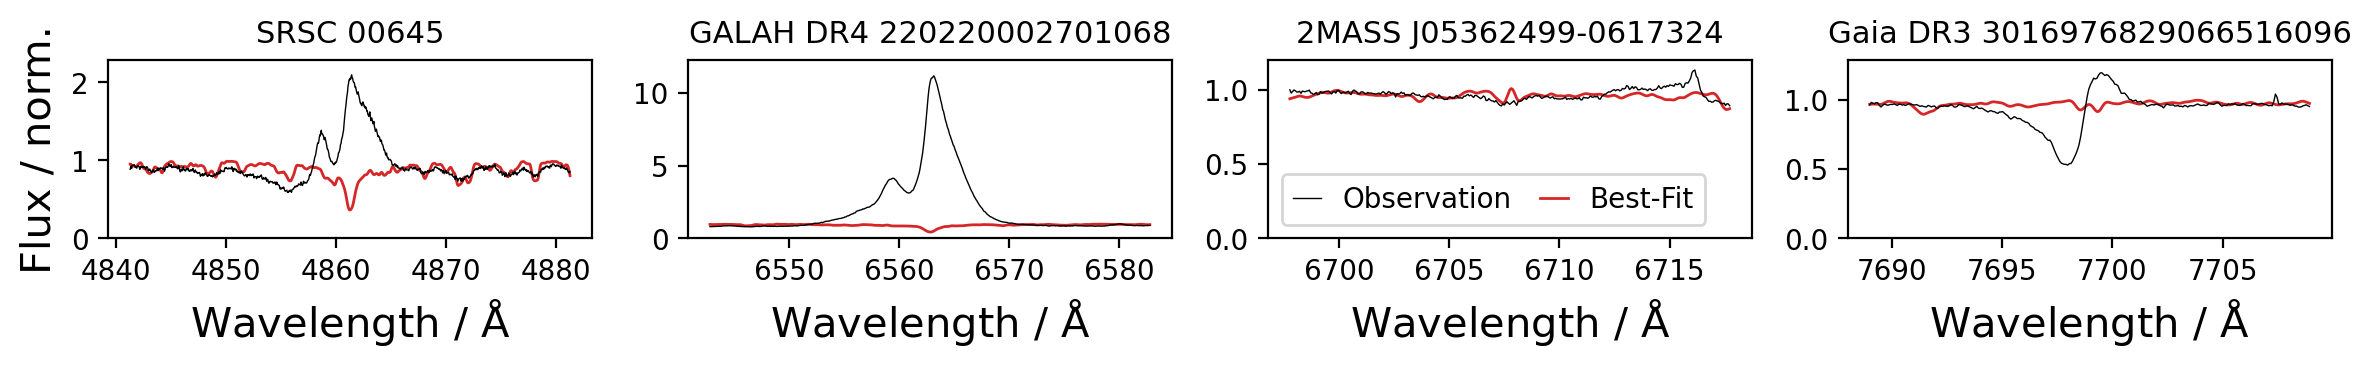 SRSC 00645
GALAH DR4 220220002701068
2MASS J05362499-0617324
Gaia DR3 3016976829066516096
Flux / norm.
2
1
0
4840 4850 4860 4870 4880
Wavelength / Å
10
5
0
6550 6560 6570 6580
Wavelength / Å
1.0
0.5
0.0
Observation
Best-Fit
6700 6705 6710 6715
Wavelength / Å
1.0
0.5
0.0
7690 7695 7700 7705
Wavelength / Å